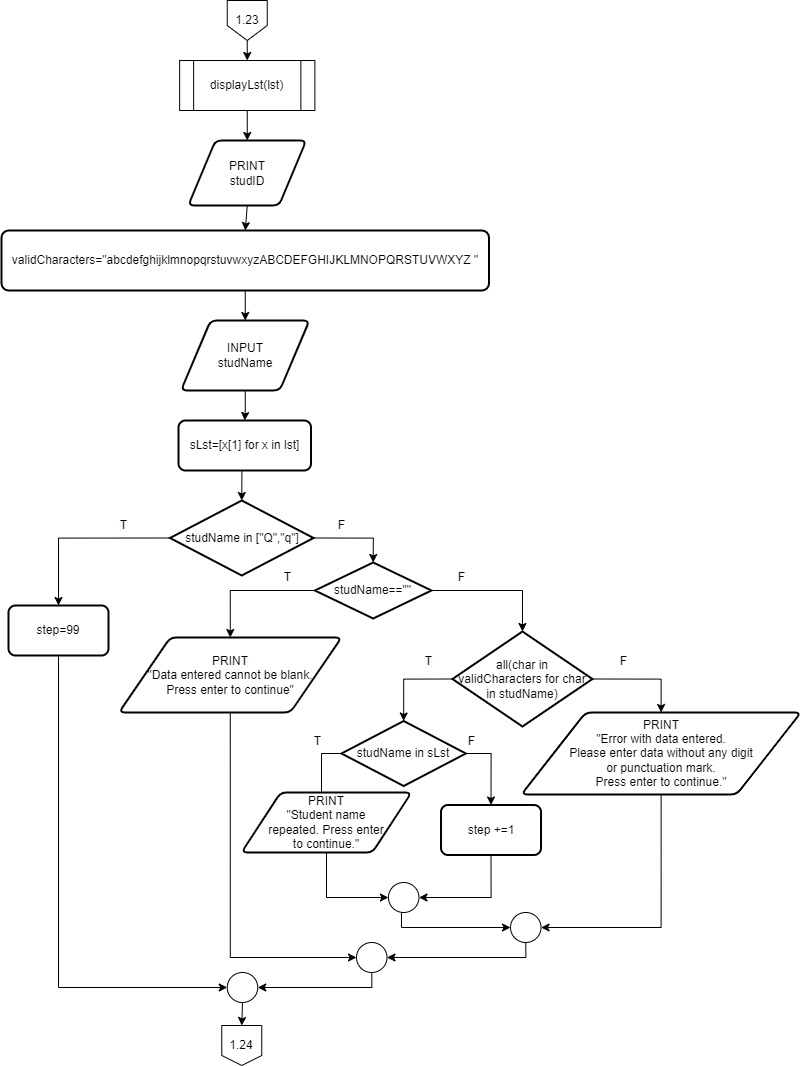 1.23
displayLst(lst)
PRINT
studID
validCharacters="abcdefghijklmnopqrstuvwxyzABCDEFGHIJKLMNOPQRSTUVWXYZ "
INPUT
studName
sLst=[x[1] for x in lst]
studName in ["Q","q"]
T
F
studName==""
T
F
step=99
PRINT
"Data entered cannot be blank.
Press enter to continue"
all(char in
validCharacters for char
in studName)
T
F
studName in sLst
T
F
PRINT
"Error with data entered.
Please enter data without any digit
or punctuation mark.
Press enter to continue."
PRINT
"Student name
repeated. Press enter
to continue."
step +=1
1.24